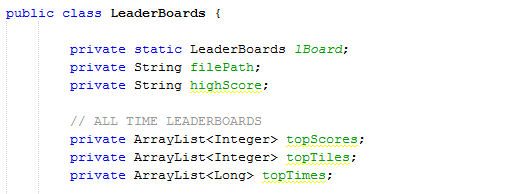 public class LeaderBoards {
private static LeaderBoards lBoard;
private String filePath;
private String highScore;
// ALL TIME LEADERBOARDS
private ArrayList<Integer> topScores;
private ArrayList<Integer> topTiles;
private ArrayList<Long> topTimes;